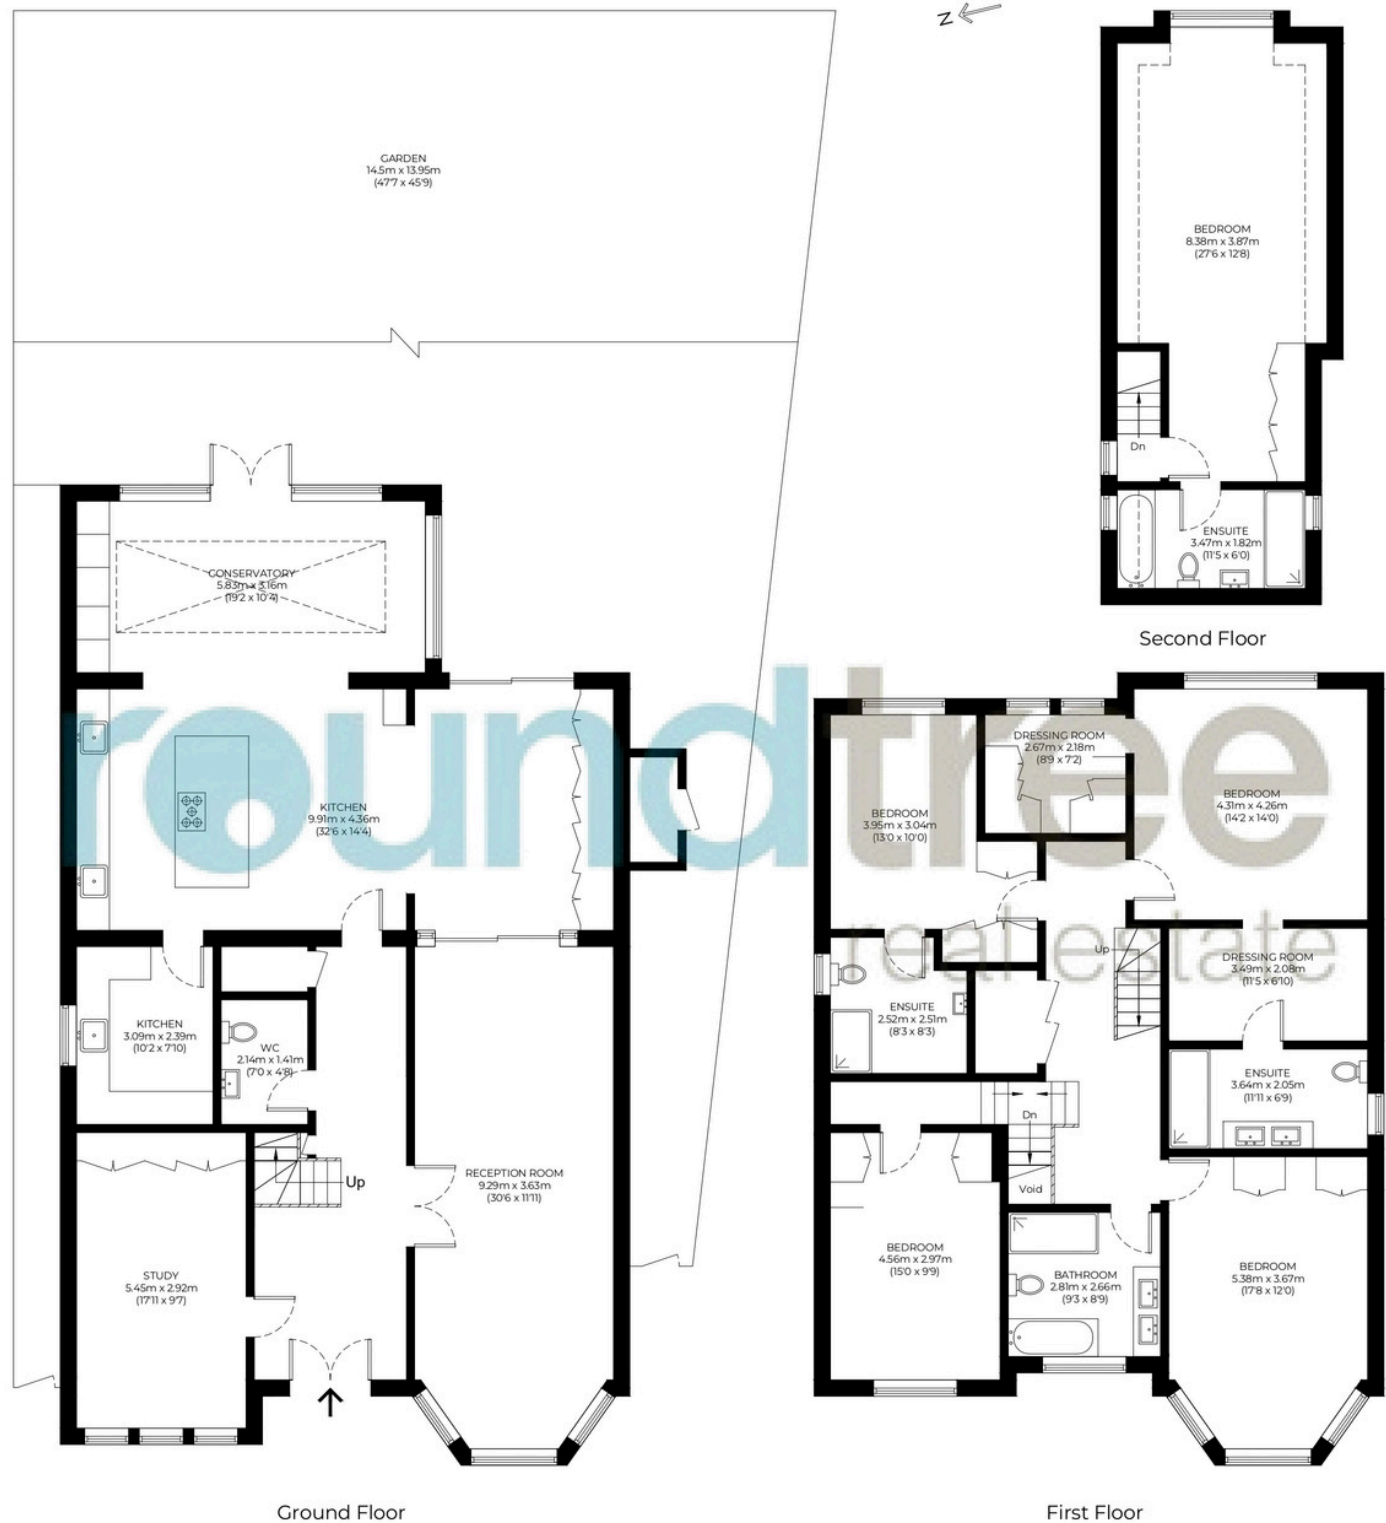 N
GARDEN
14.5m x 13.95m
(47'7 x 45'9)
BEDROOM
8.38m x 3.87m
(27'6 x 12'8)
Dn
ENSUITE
3.47m x 1.82m
(11'5 x 6'0)
Second Floor
CONSERVATORY
5.83m x 3.16m
(19'2 x 10'4)
KITCHEN
9.91m x 4.36m
(32'6 x 14'4)
KITCHEN
3.09m x 2.39m
(10'2 x 7'10)
WC
2.14m x 1.41m
(7'0 x 4'8)
Up
RECEPTION ROOM
9.29m x 3.63m
(30'6 x 11'11)
STUDY
5.45m x 2.92m
(17'11 x 9'7)
Ground Floor
roundtree
real estate
DRESSING ROOM
2.67m x 2.18m
(8'9 x 7'2)
BEDROOM
3.95m x 3.04m
(13'0 x 10'0)
BEDROOM
4.31m x 4.26m
(14'2 x 14'0)
Up
DRESSING ROOM
3.49m x 2.08m
(11'5 x 6'10)
ENSUITE
2.52m x 2.51m
(8'3 x 8'3)
ENSUITE
3.64m x 2.05m
(11'11 x 6'9)
Dn
Void
BEDROOM
4.56m x 2.97m
(15'0 x 9'9)
BATHROOM
2.81m x 2.66m
(9'3 x 8'9)
BEDROOM
5.38m x 3.67m
(17'8 x 12'0)
First Floor